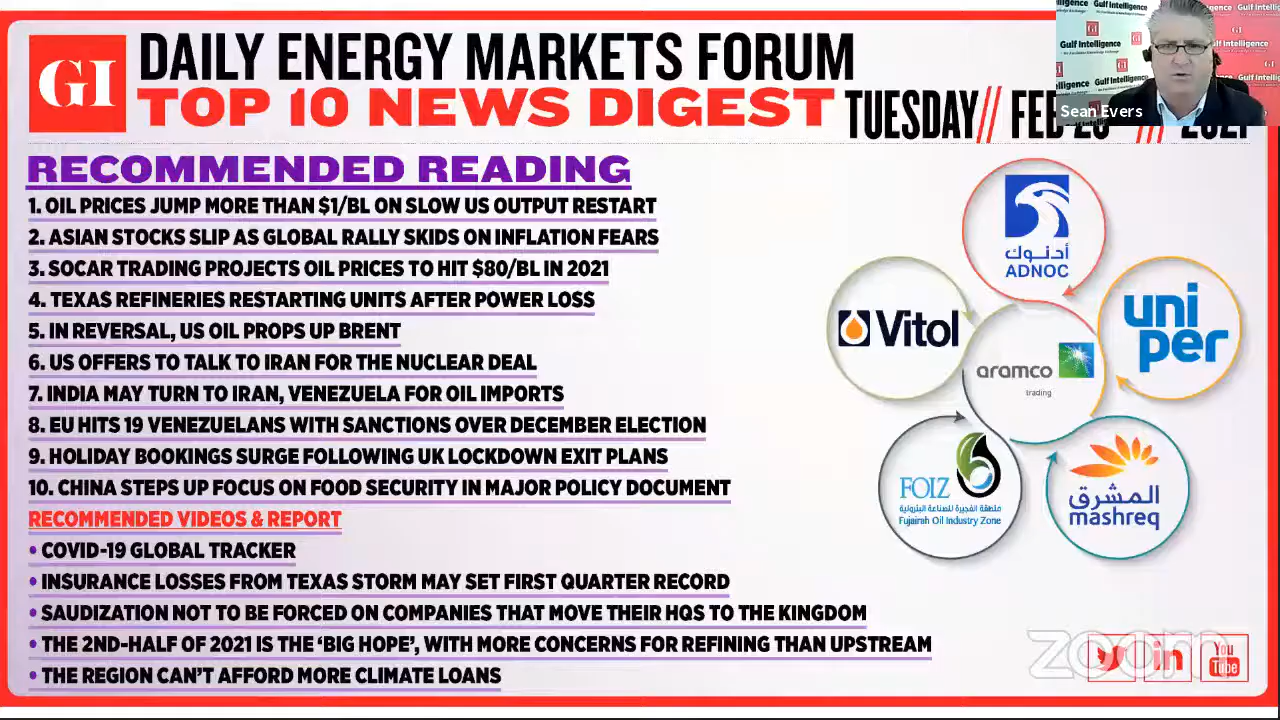 GI
DAILY ENERGY MARKETS FORUM
TOP 10 NEWS DIGEST
TUESDAY// FEB
Gulf Intelligence
Sean Evers
RECOMMENDED READING
1. OIL PRICES JUMP MORE THAN $1/BL ON SLOW US OUTPUT RESTART
2. ASIAN STOCKS SLIP AS GLOBAL RALLY SKIDS ON INFLATION FEARS
3. SOCAR TRADING PROJECTS OIL PRICES TO HIT $80/BL IN 2021
4. TEXAS REFINERIES RESTARTING UNITS AFTER POWER LOSS
5. IN REVERSAL, US OIL PROPS UP BRENT
6. US OFFERS TO TALK TO IRAN FOR THE NUCLEAR DEAL
7. INDIA MAY TURN TO IRAN, VENEZUELA FOR OIL IMPORTS
8. EU HITS 19 VENEZUELANS WITH SANCTIONS OVER DECEMBER ELECTION
9. HOLIDAY BOOKINGS SURGE FOLLOWING UK LOCKDOWN EXIT PLANS
10. CHINA STEPS UP FOCUS ON FOOD SECURITY IN MAJOR POLICY DOCUMENT
RECOMMENDED VIDEOS & REPORT
• COVID-19 GLOBAL TRACKER
• INSURANCE LOSSES FROM TEXAS STORM MAY SET FIRST QUARTER RECORD
• SAUDIZATION NOT TO BE FORCED ON COMPANIES THAT MOVE THEIR HQS TO THE KINGDOM
• THE 2ND-HALF OF 2021 IS THE ‘BIG HOPE’, WITH MORE CONCERNS FOR REFINING THAN UPSTREAM
• THE REGION CAN’T AFFORD MORE CLIMATE LOANS
أدنوك
ADNOC
Vitol
uni
per
aramco
trading
FOIZ
منطقة الفجيرة للصناعة البترولية
Fujairah Oil Industry Zone
المشرق
mashreq
zoom
in
You
Tube